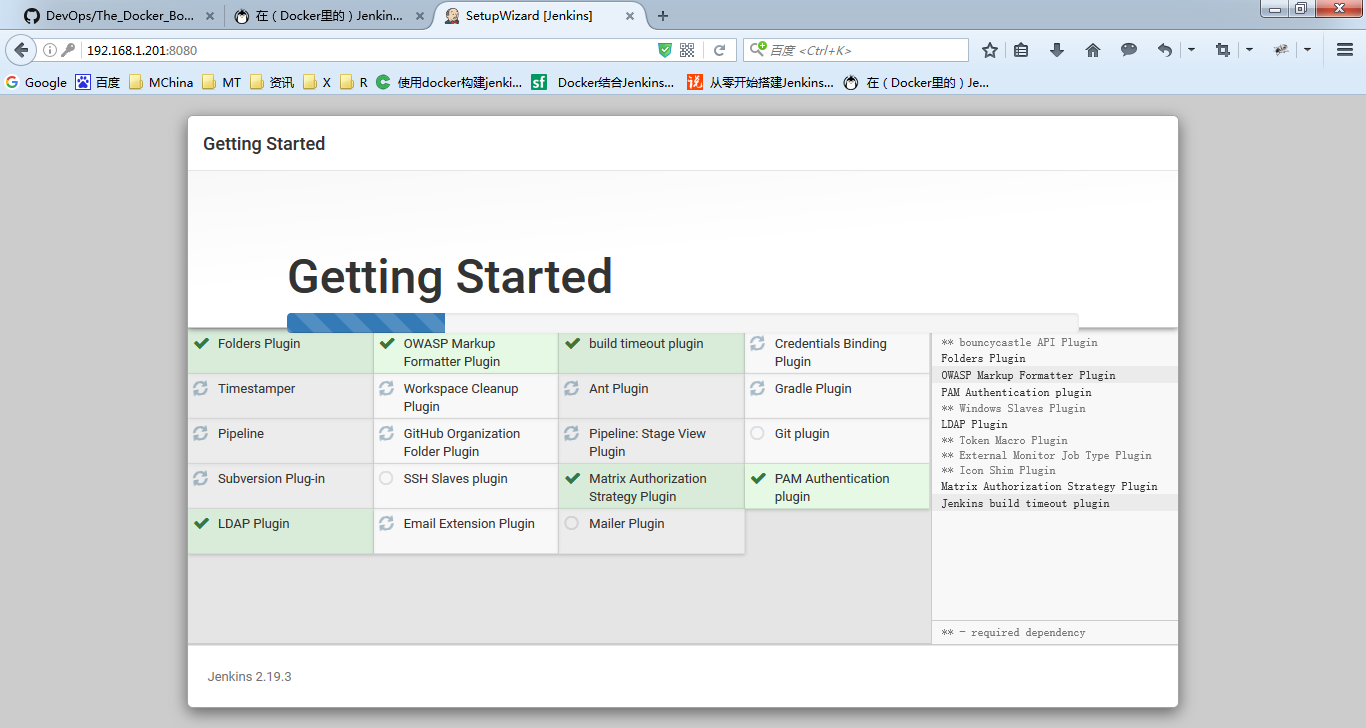 DevOps/The_Docker_Bo...
在（Docker里的）Jenkin...
SetupWizard [Jenkins]
192.168.1.201:8080
百度 <Ctrl+K>
Google 百度 MChina MT 资讯 X R 使用docker构建jenki... sf Docker结合Jenkins... 从零开始搭建Jenkins... 在（Docker里的）Je...
Getting Started
Getting Started
Folders Plugin
OWASP Markup
Formatter Plugin
build timeout plugin
Credentials Binding
Plugin
Timestamper
Workspace Cleanup
Plugin
Ant Plugin
Gradle Plugin
Pipeline
GitHub Organization
Folder Plugin
Pipeline: Stage View
Plugin
Git plugin
Subversion Plug-in
SSH Slaves plugin
Matrix Authorization
Strategy Plugin
PAM Authentication
plugin
LDAP Plugin
Email Extension Plugin
Mailer Plugin
** bouncycastle API Plugin
Folders Plugin
OWASP Markup Formatter Plugin
PAM Authentication plugin
** Windows Slaves Plugin
LDAP Plugin
** Token Macro Plugin
** External Monitor Job Type Plugin
** Icon Shim Plugin
Matrix Authorization Strategy Plugin
Jenkins build timeout plugin
** - required dependency
Jenkins 2.19.3